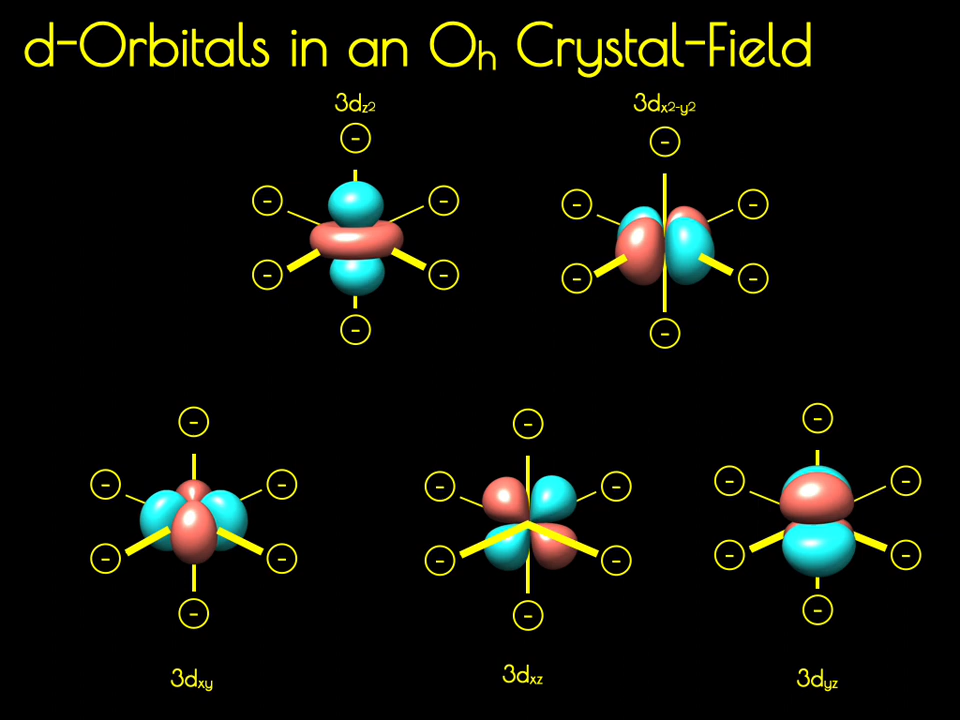 d-Orbitals in an Oh Crystal-Field
3dz2 3dx2-y2
- -
- - - -
- - - -
- -
- - -
- - - - - -
- - - - - -
- - -
3dxy 3dxz 3dyz